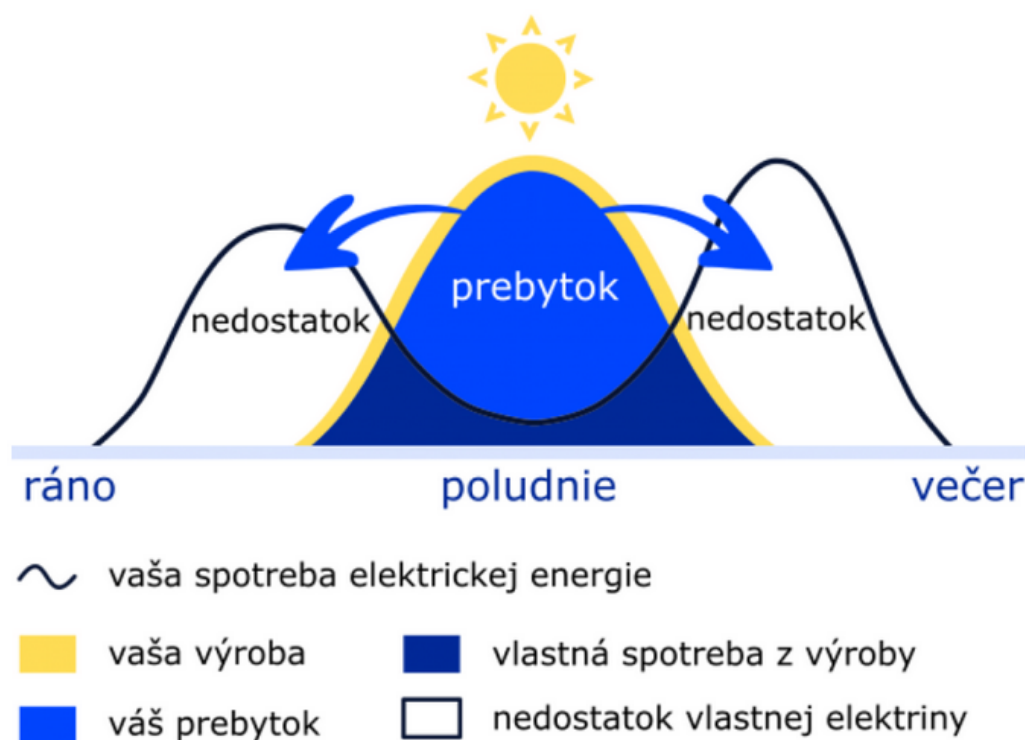 prebytok
nedostatok
nedostatok
ráno
poludnie
večer
vaša spotreba elektrickej energie
vaša výroba
vlastná spotreba z výroby
váš prebytok
nedostatok vlastnej elektriny